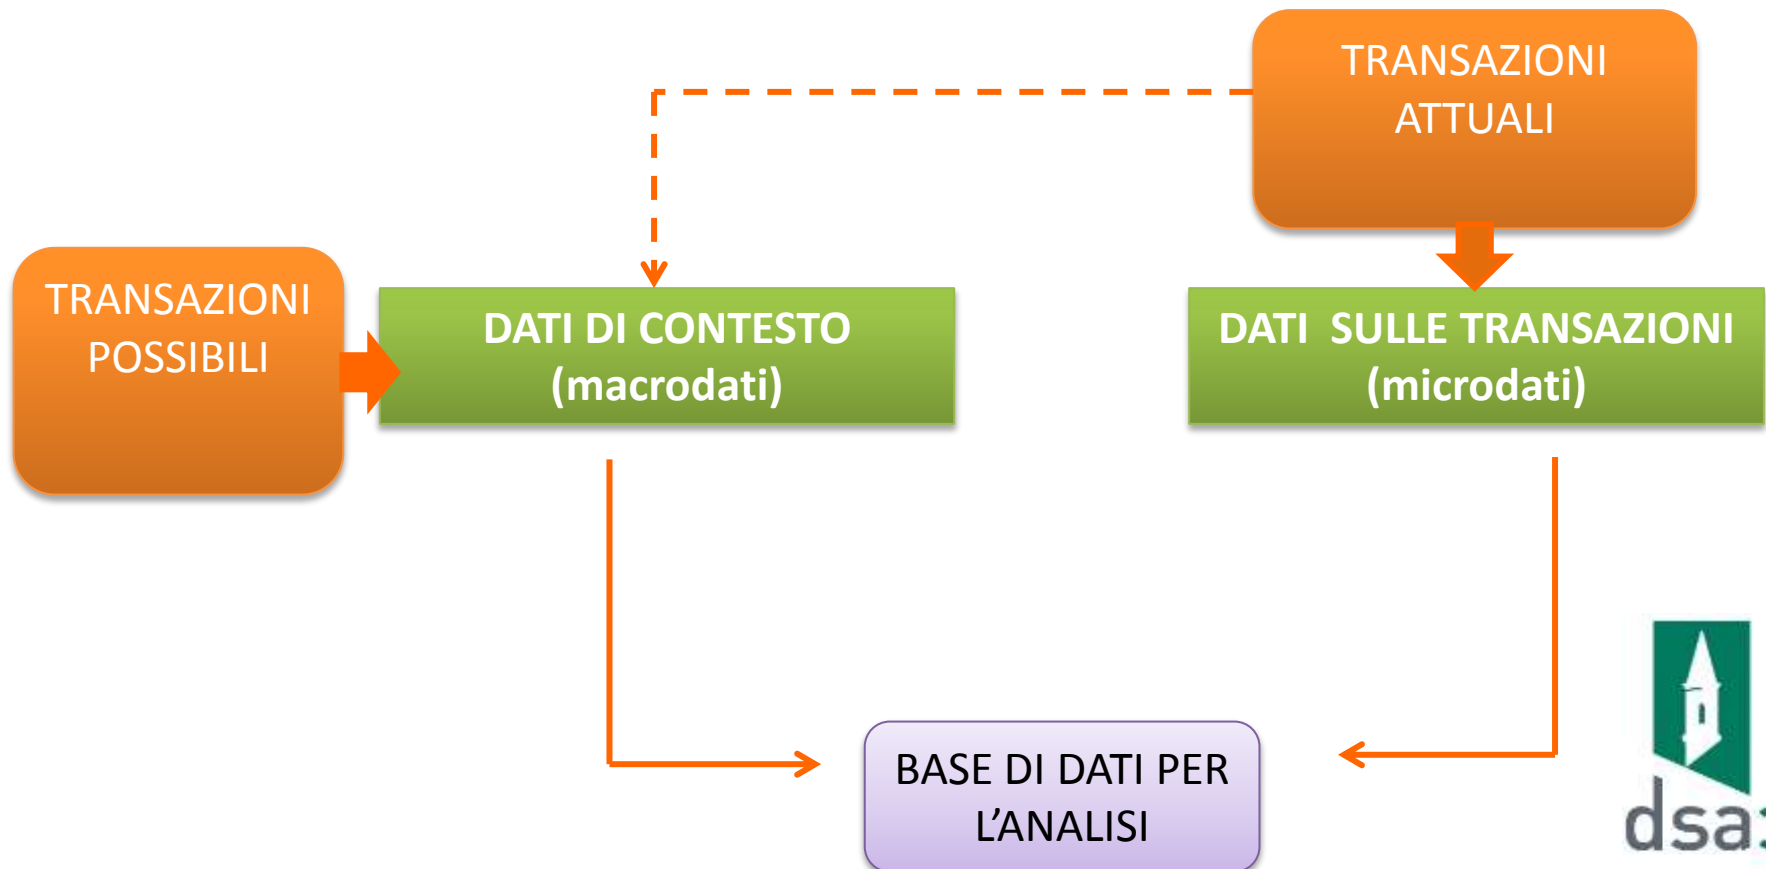 TRANSAZIONI
ATTUALI
TRANSAZIONI
POSSIBILI
DATI DI CONTESTO
(macrodati)
DATI  SULLE TRANSAZIONI
(microdati)
BASE DI DATI PER
L’ANALISI
dsa